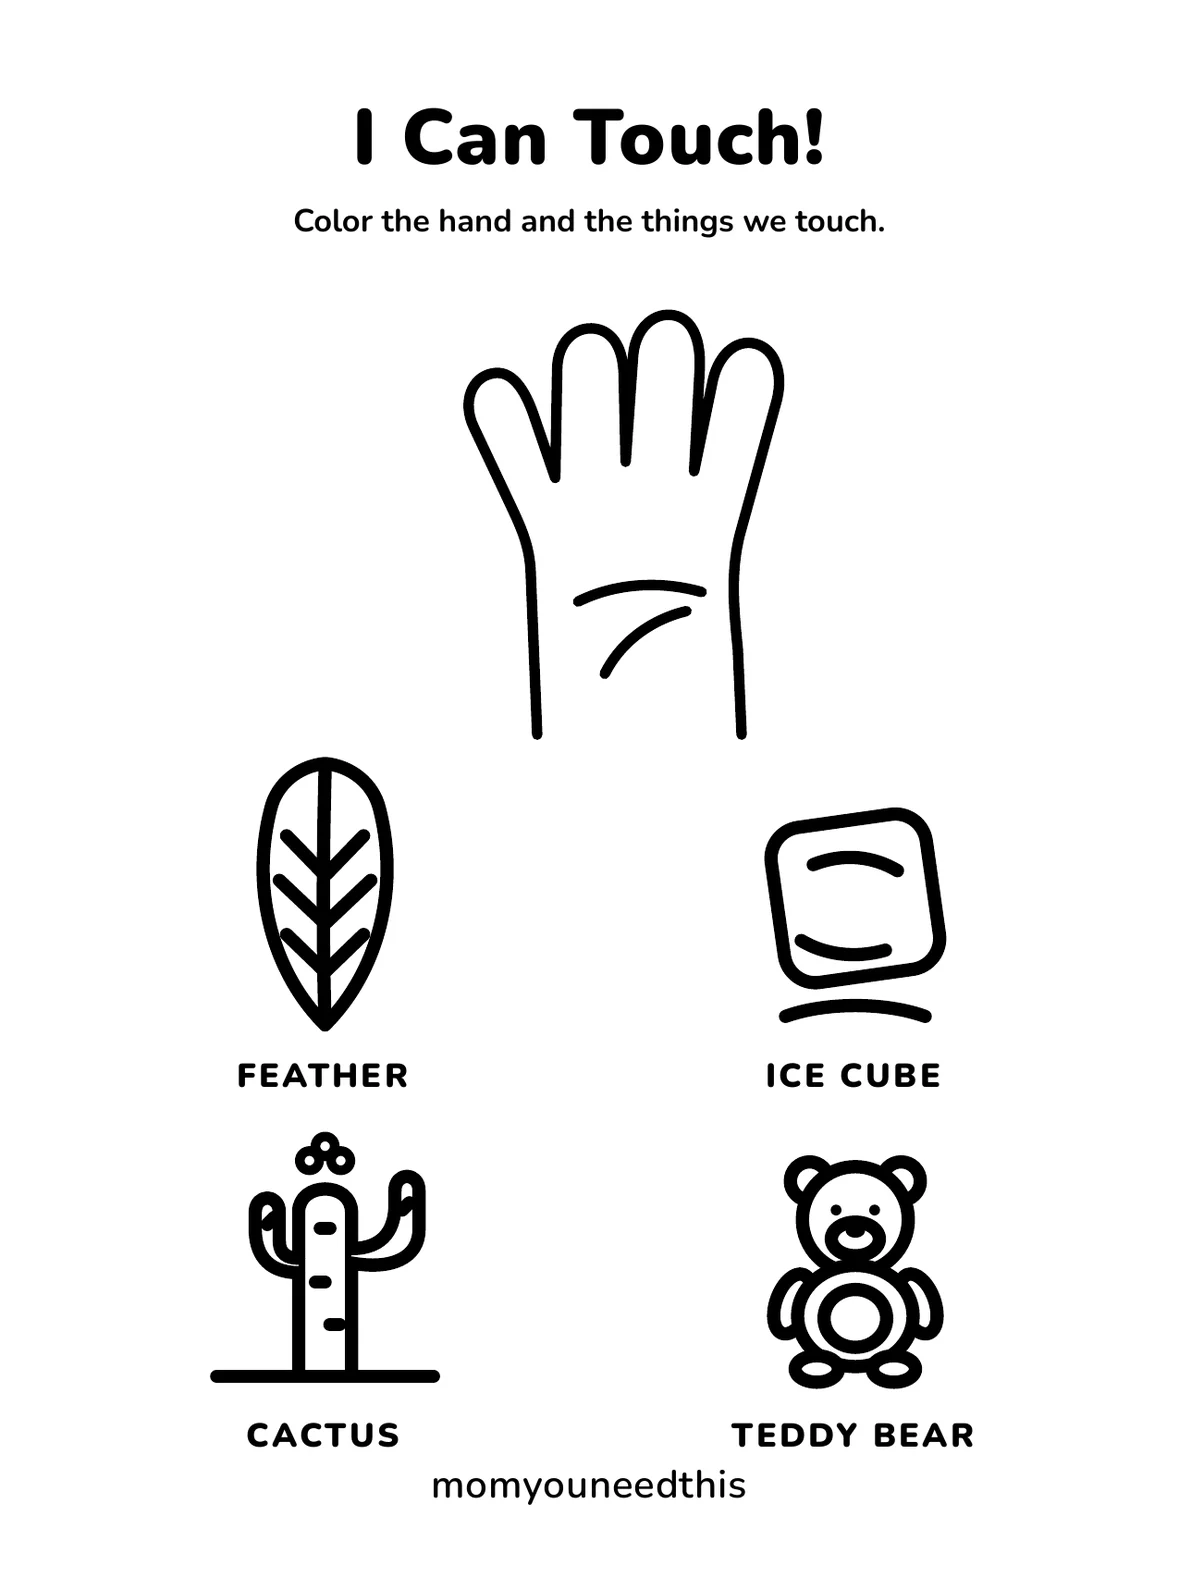 I Can Touch!
Color the hand and the things we touch.
FEATHER
ICE CUBE
CACTUS
TEDDY BEAR
momyouneedthis